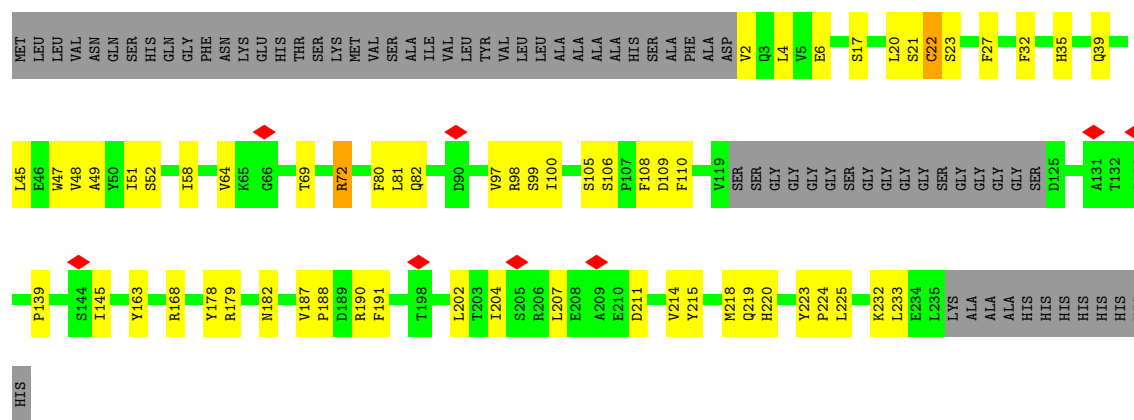 MET LEU LEU VAL ASN GLN SER HIS GLN GLY PHE ASN LYS GLU HIS THR SER LYS MET VAL SER ALA ILE VAL LEU TYR VAL LEU LEU ALA ALA ALA ALA HIS SER ALA PHE ALA ASP V2 Q3 L4 V5 E6 S17 L20 S21 C22 S23 F27 F32 H35 Q39
L45 E46 W47 V48 A49 Y50 I51 S52 I58 V64 K65 G66 T69 R72 F80 L81 Q82 D90 V97 R98 S99 I100 S105 S106 P107 F108 D109 F110 V119 SER SER GLY GLY GLY GLY SER GLY GLY GLY GLY SER GLY GLY GLY GLY SER D125 A131 T132
P139 S144 I145 Y163 R168 Y178 R179 N182 V187 P188 D189 R190 F191 T198 L202 T203 I204 S205 R206 L207 E208 A209 E210 D211 V214 Y215 M218 Q219 H220 Y223 P224 L225 K232 L233 E234 L235 LYS ALA ALA ALA HIS HIS HIS HIS HIS HIS HIS
HIS